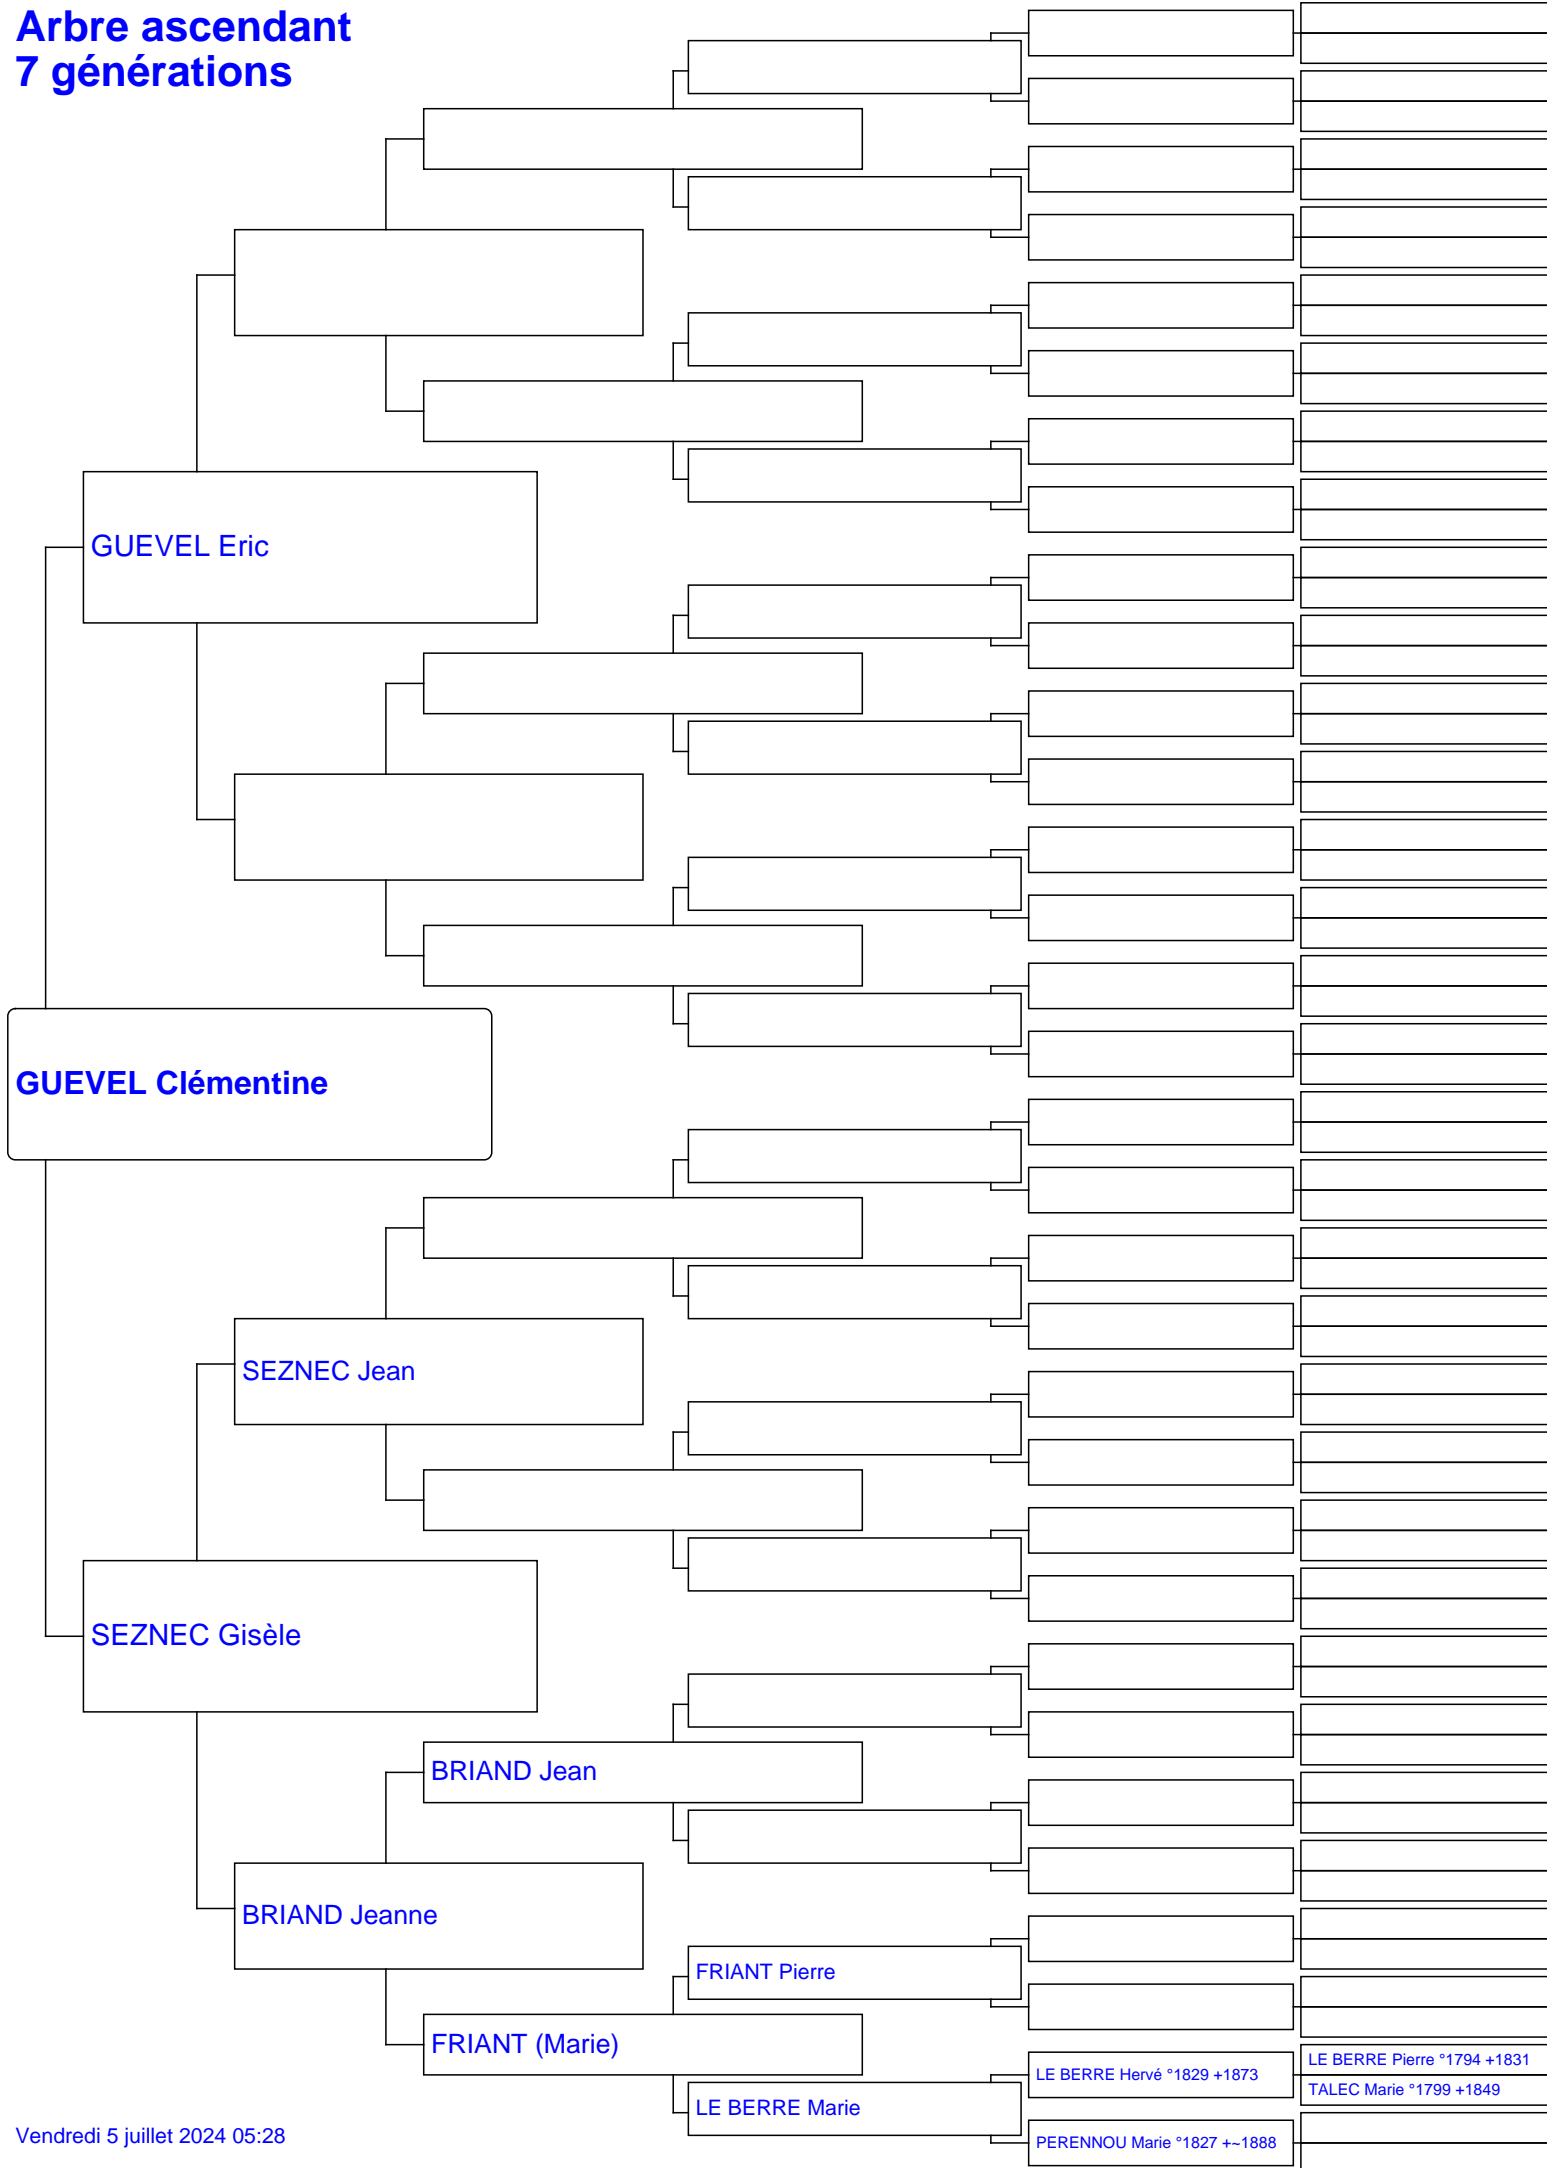 Arbre ascendant
7 générations
GUEVEL Eric
GUEVEL Clémentine
SEZNEC Jean
SEZNEC Gisèle
BRIAND Jean
BRIAND Jeanne
FRIANT Pierre
FRIANT (Marie)
LE BERRE Pierre °1794 +1831
LE BERRE Hervé °1829 +1873
TALEC Marie °1799 +1849
LE BERRE Marie
PERENNOU Marie °1827 +~1888
Vendredi 5 juillet 2024 05:28